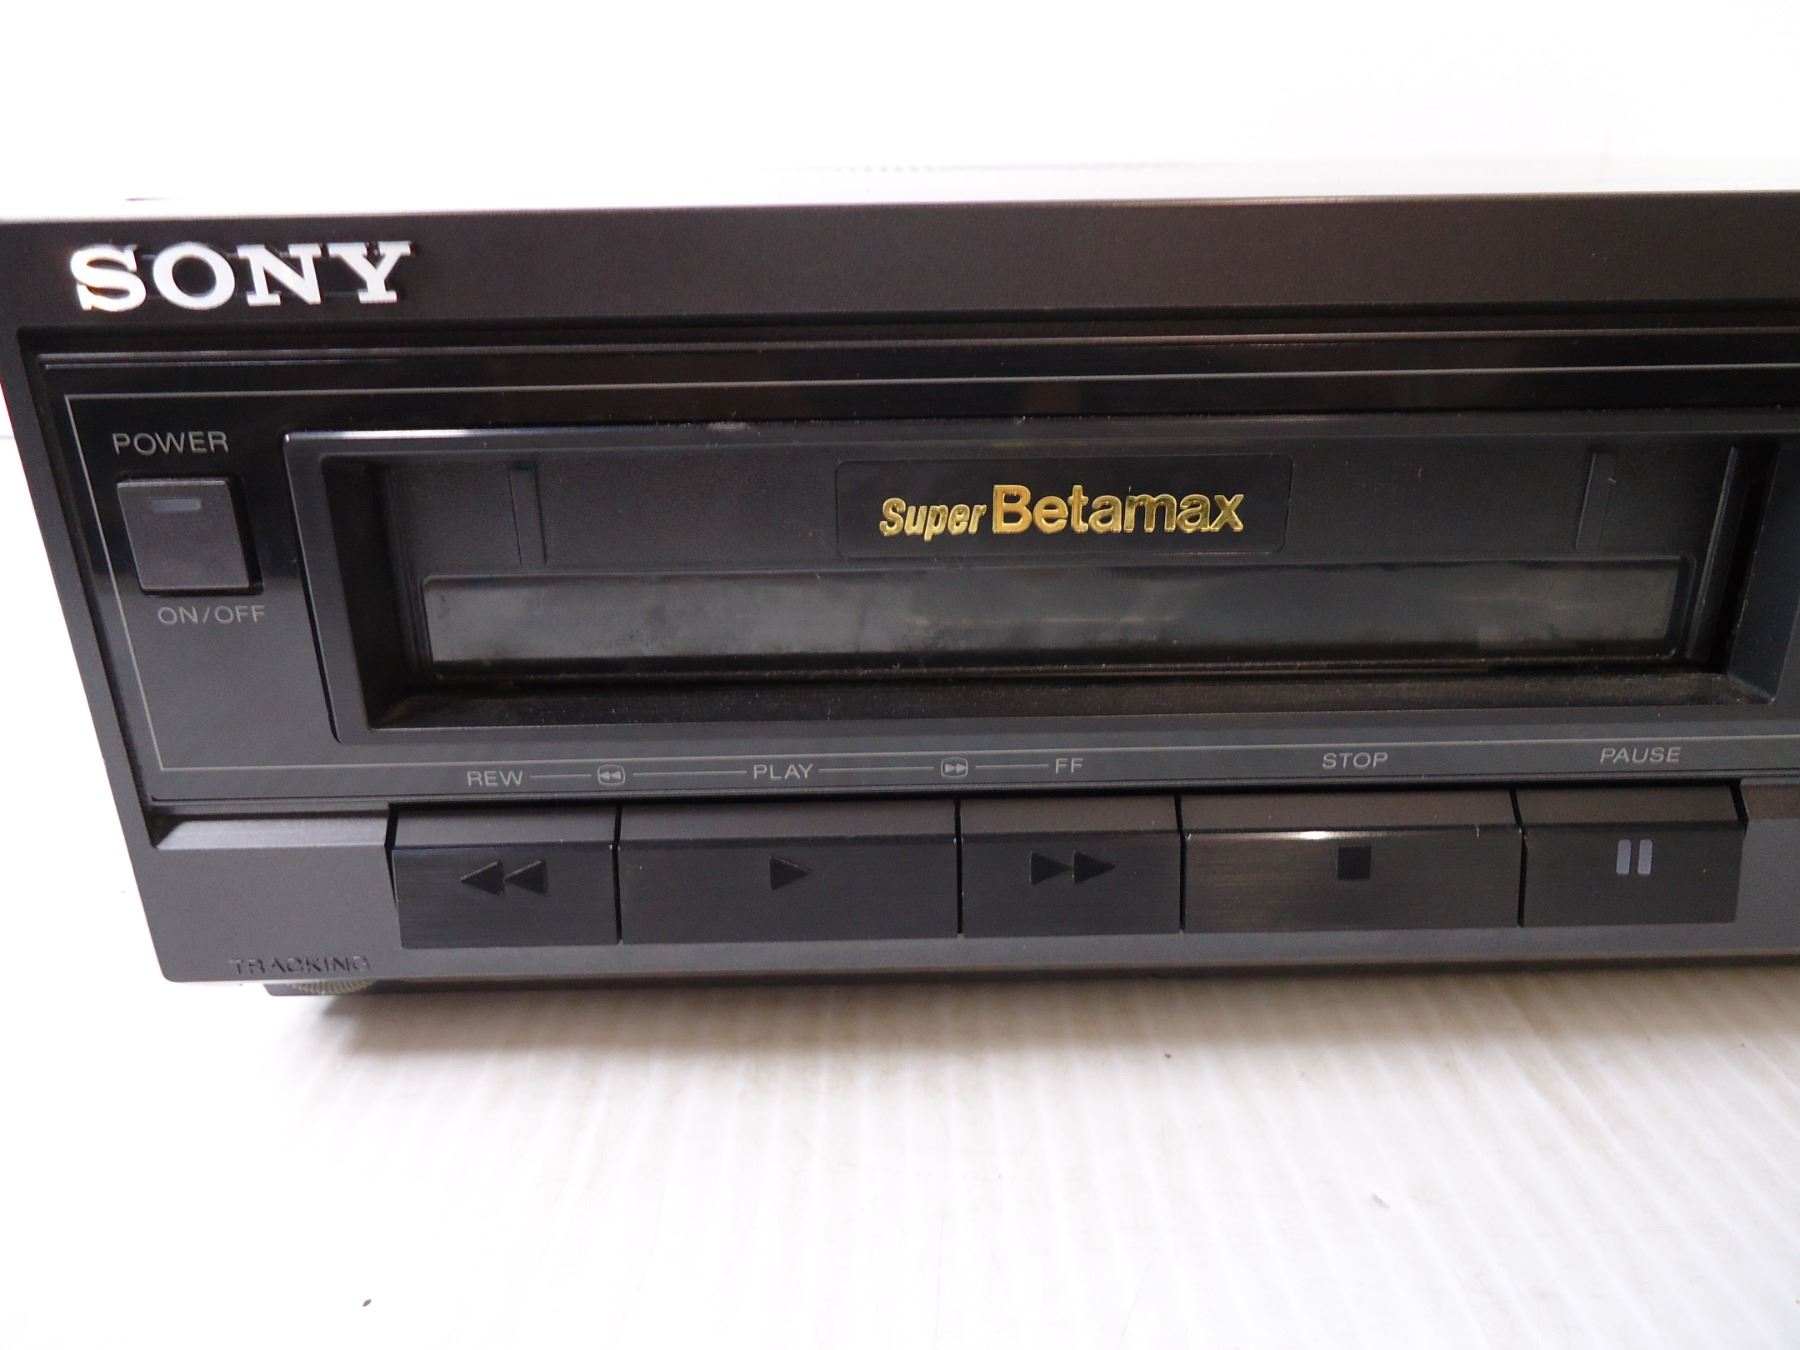 SONY
POWER
ON/OFF
Super Betamax
REW PLAY FF STOP PAUSE
TRACKING